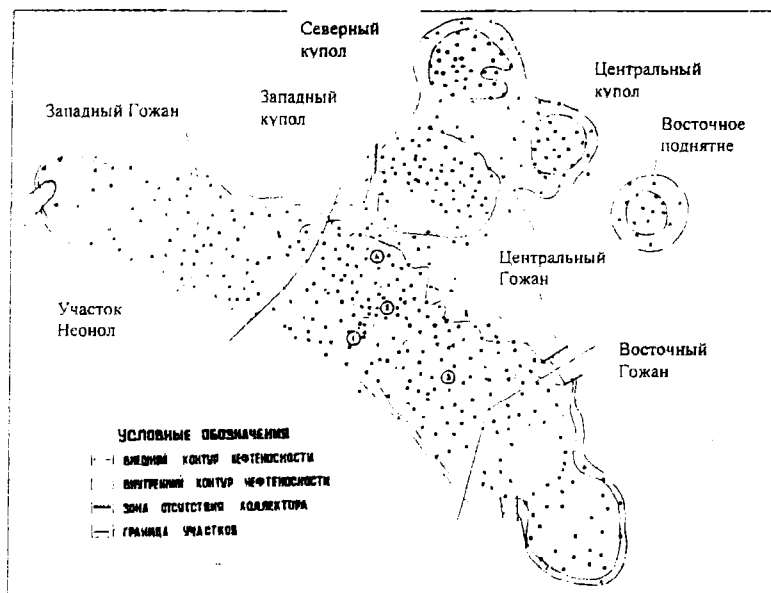 Северный
купол
Центральный
купол
Западный Гожан
Западный
купол
Восточное
поднятие
Центральный
Гожан
Участок
Неонол
Восточный
Гожан
УСЛОВНЫЕ ОБОЗНАЧЕНИЯ
ВНЕШНИЙ КОНТУР НЕФТЕНОСНОСТИ
ВНУТРЕННИЙ КОНТУР НЕФТЕНОСНОСТИ
ЗОНА ОТСУТСТВИЯ КОЛЛЕКТОРА
ГРАНИЦА УЧАСТКОВ